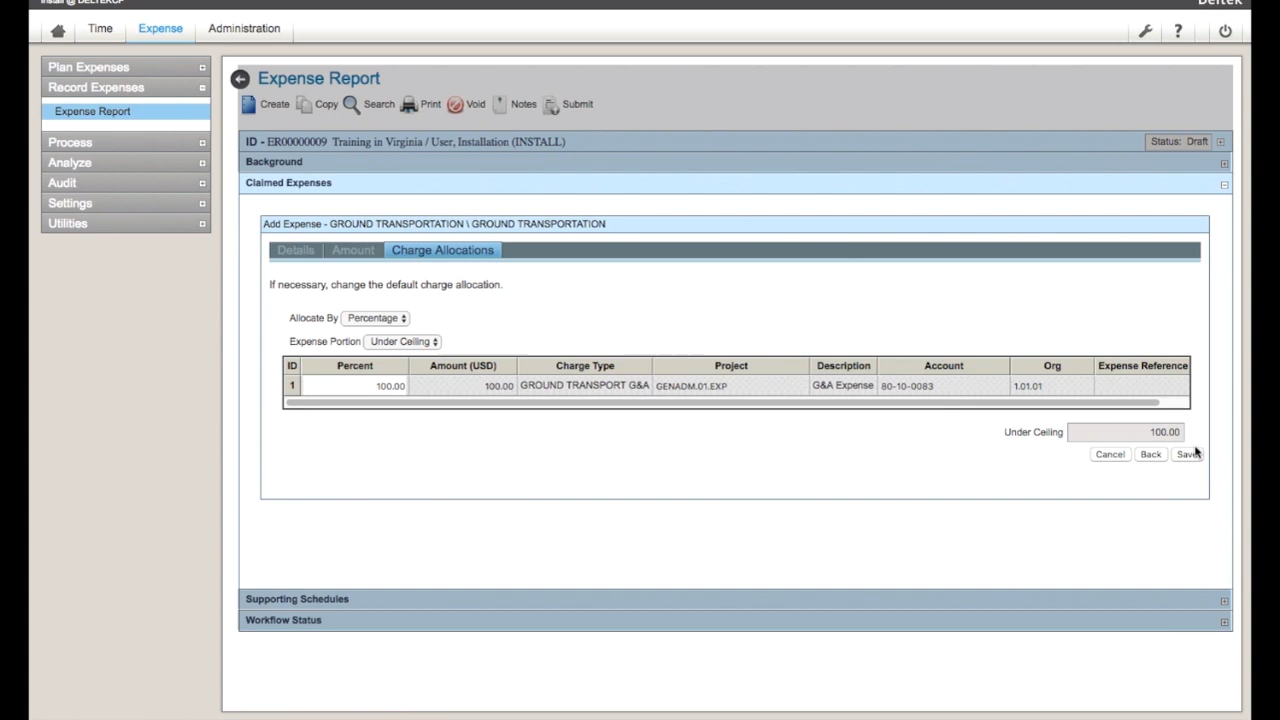 Install @ DELTEKCP
Deltek
Time Expense Administration ?
Plan Expenses
Record Expenses
Expense Report
Process
Analyze
Audit
Settings
Utilities
Expense Report
Create Copy Search Print Void Notes Submit
ID - ER00000009 Training in Virginia / User, Installation (INSTALL) Status: Draft
Background
Claimed Expenses
Add Expense - GROUND TRANSPORTATION \ GROUND TRANSPORTATION
Details Amount Charge Allocations
If necessary, change the default charge allocation.
Allocate By Percentage
Expense Portion Under Ceiling
ID Percent Amount (USD) Charge Type Project Description Account Org Expense Reference
1 100.00 100.00 GROUND TRANSPORT G&A GENADM.01.EXP G&A Expense 80-10-0083 1.01.01
Under Ceiling 100.00
Cancel Back Save
Supporting Schedules
Workflow Status